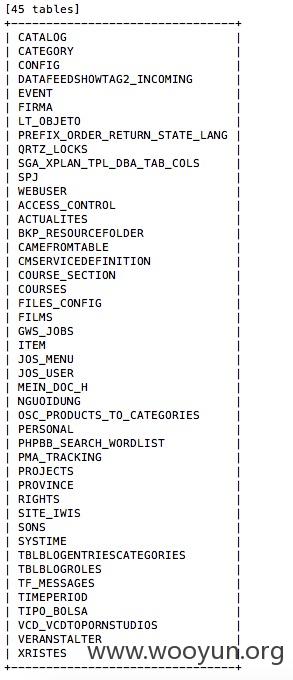 [45 tables]
+----------------------------------+
| CATALOG |
| CATEGORY |
| CONFIG |
| DATAFEEDSHOWTAG2_INCOMING |
| EVENT |
| FIRMA |
| LT_OBJETO |
| PREFIX_ORDER_RETURN_STATE_LANG |
| QRTZ_LOCKS |
| SGA_XPLAN_TPL_DBA_TAB_COLS |
| SPJ |
| WEBUSER |
| ACCESS_CONTROL |
| ACTUALITES |
| BKP_RESOURCEFOLDER |
| CAMEFROMTABLE |
| CMSERVICEDEFINITION |
| COURSE_SECTION |
| COURSES |
| FILES_CONFIG |
| FILMS |
| GWS_JOBS |
| ITEM |
| JOS_MENU |
| JOS_USER |
| MEIN_DOC_H |
| NGUOIDUNG |
| OSC_PRODUCTS_TO_CATEGORIES |
| PERSONAL |
| PHPBB_SEARCH_WORDLIST |
| PMA_TRACKING |
| PROJECTS |
| PROVINCE |
| RIGHTS |
| SITE_IWIS |
| SONS |
| SYSTIME |
| TBLBLOGENTRIESCATEGORIES |
| TBLBLOGROLES |
| TF_MESSAGES |
| TIMEPERIOD |
| TIPO_BOLSA |
| VCD_VCDTOPORNSTUDIOS |
| VERANSTALTER |
| XRISTES |
www.wooyun.org
+----------------------------------+